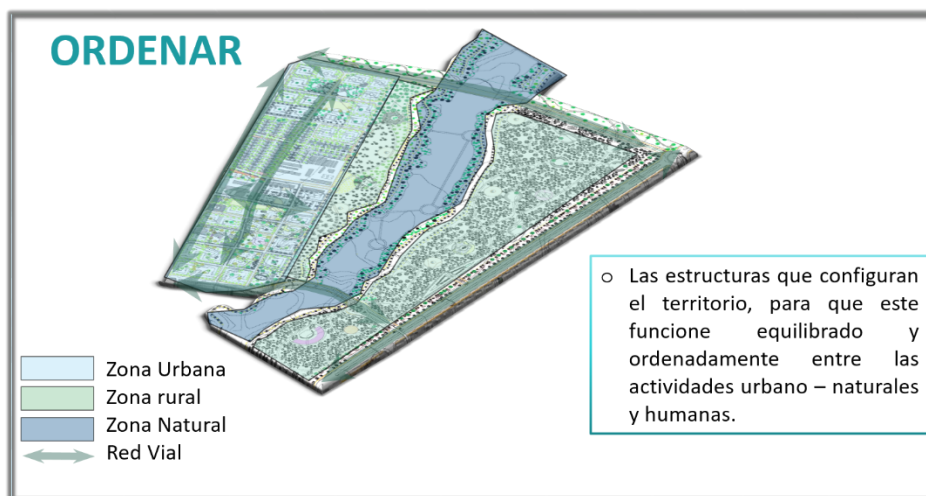 ORDENAR
o Las estructuras que configuran
el territorio, para que este
funcione equilibrado y
ordenadamente entre las
actividades urbano – naturales
y humanas.
Zona Urbana
Zona rural
Zona Natural
Red Vial